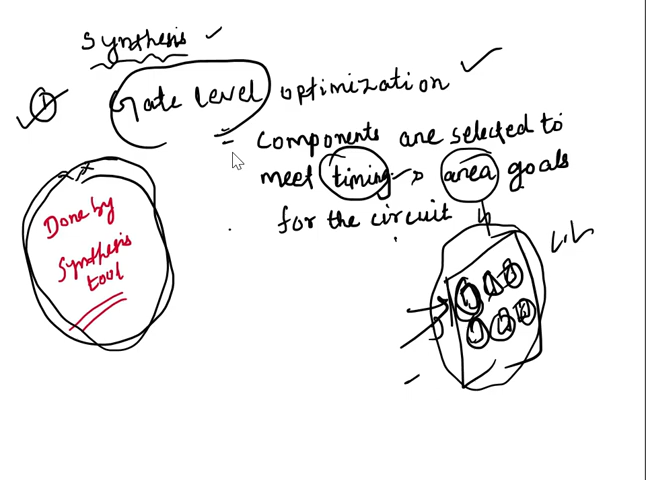 Synthesis
① Gate level optimization
components are selected to
meet timing area goals
for the circuit
Done by
Synthesis
tool